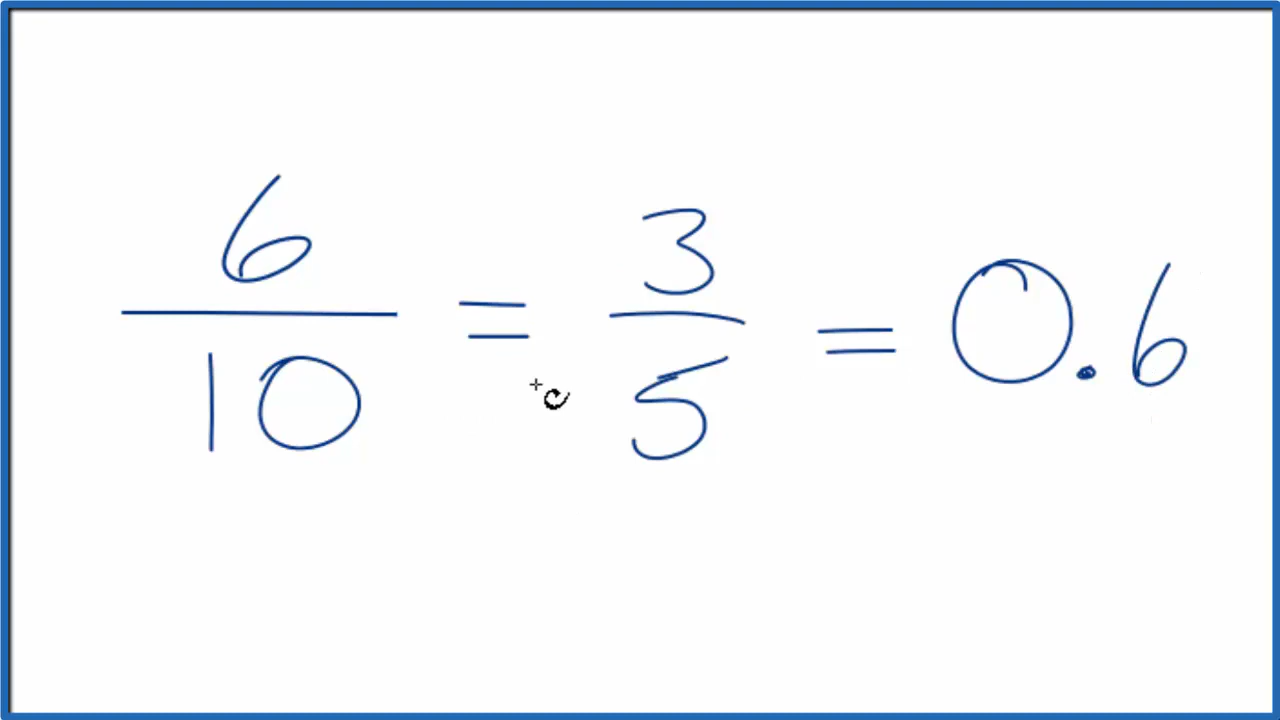 6/10 = 3/5 = 0.6